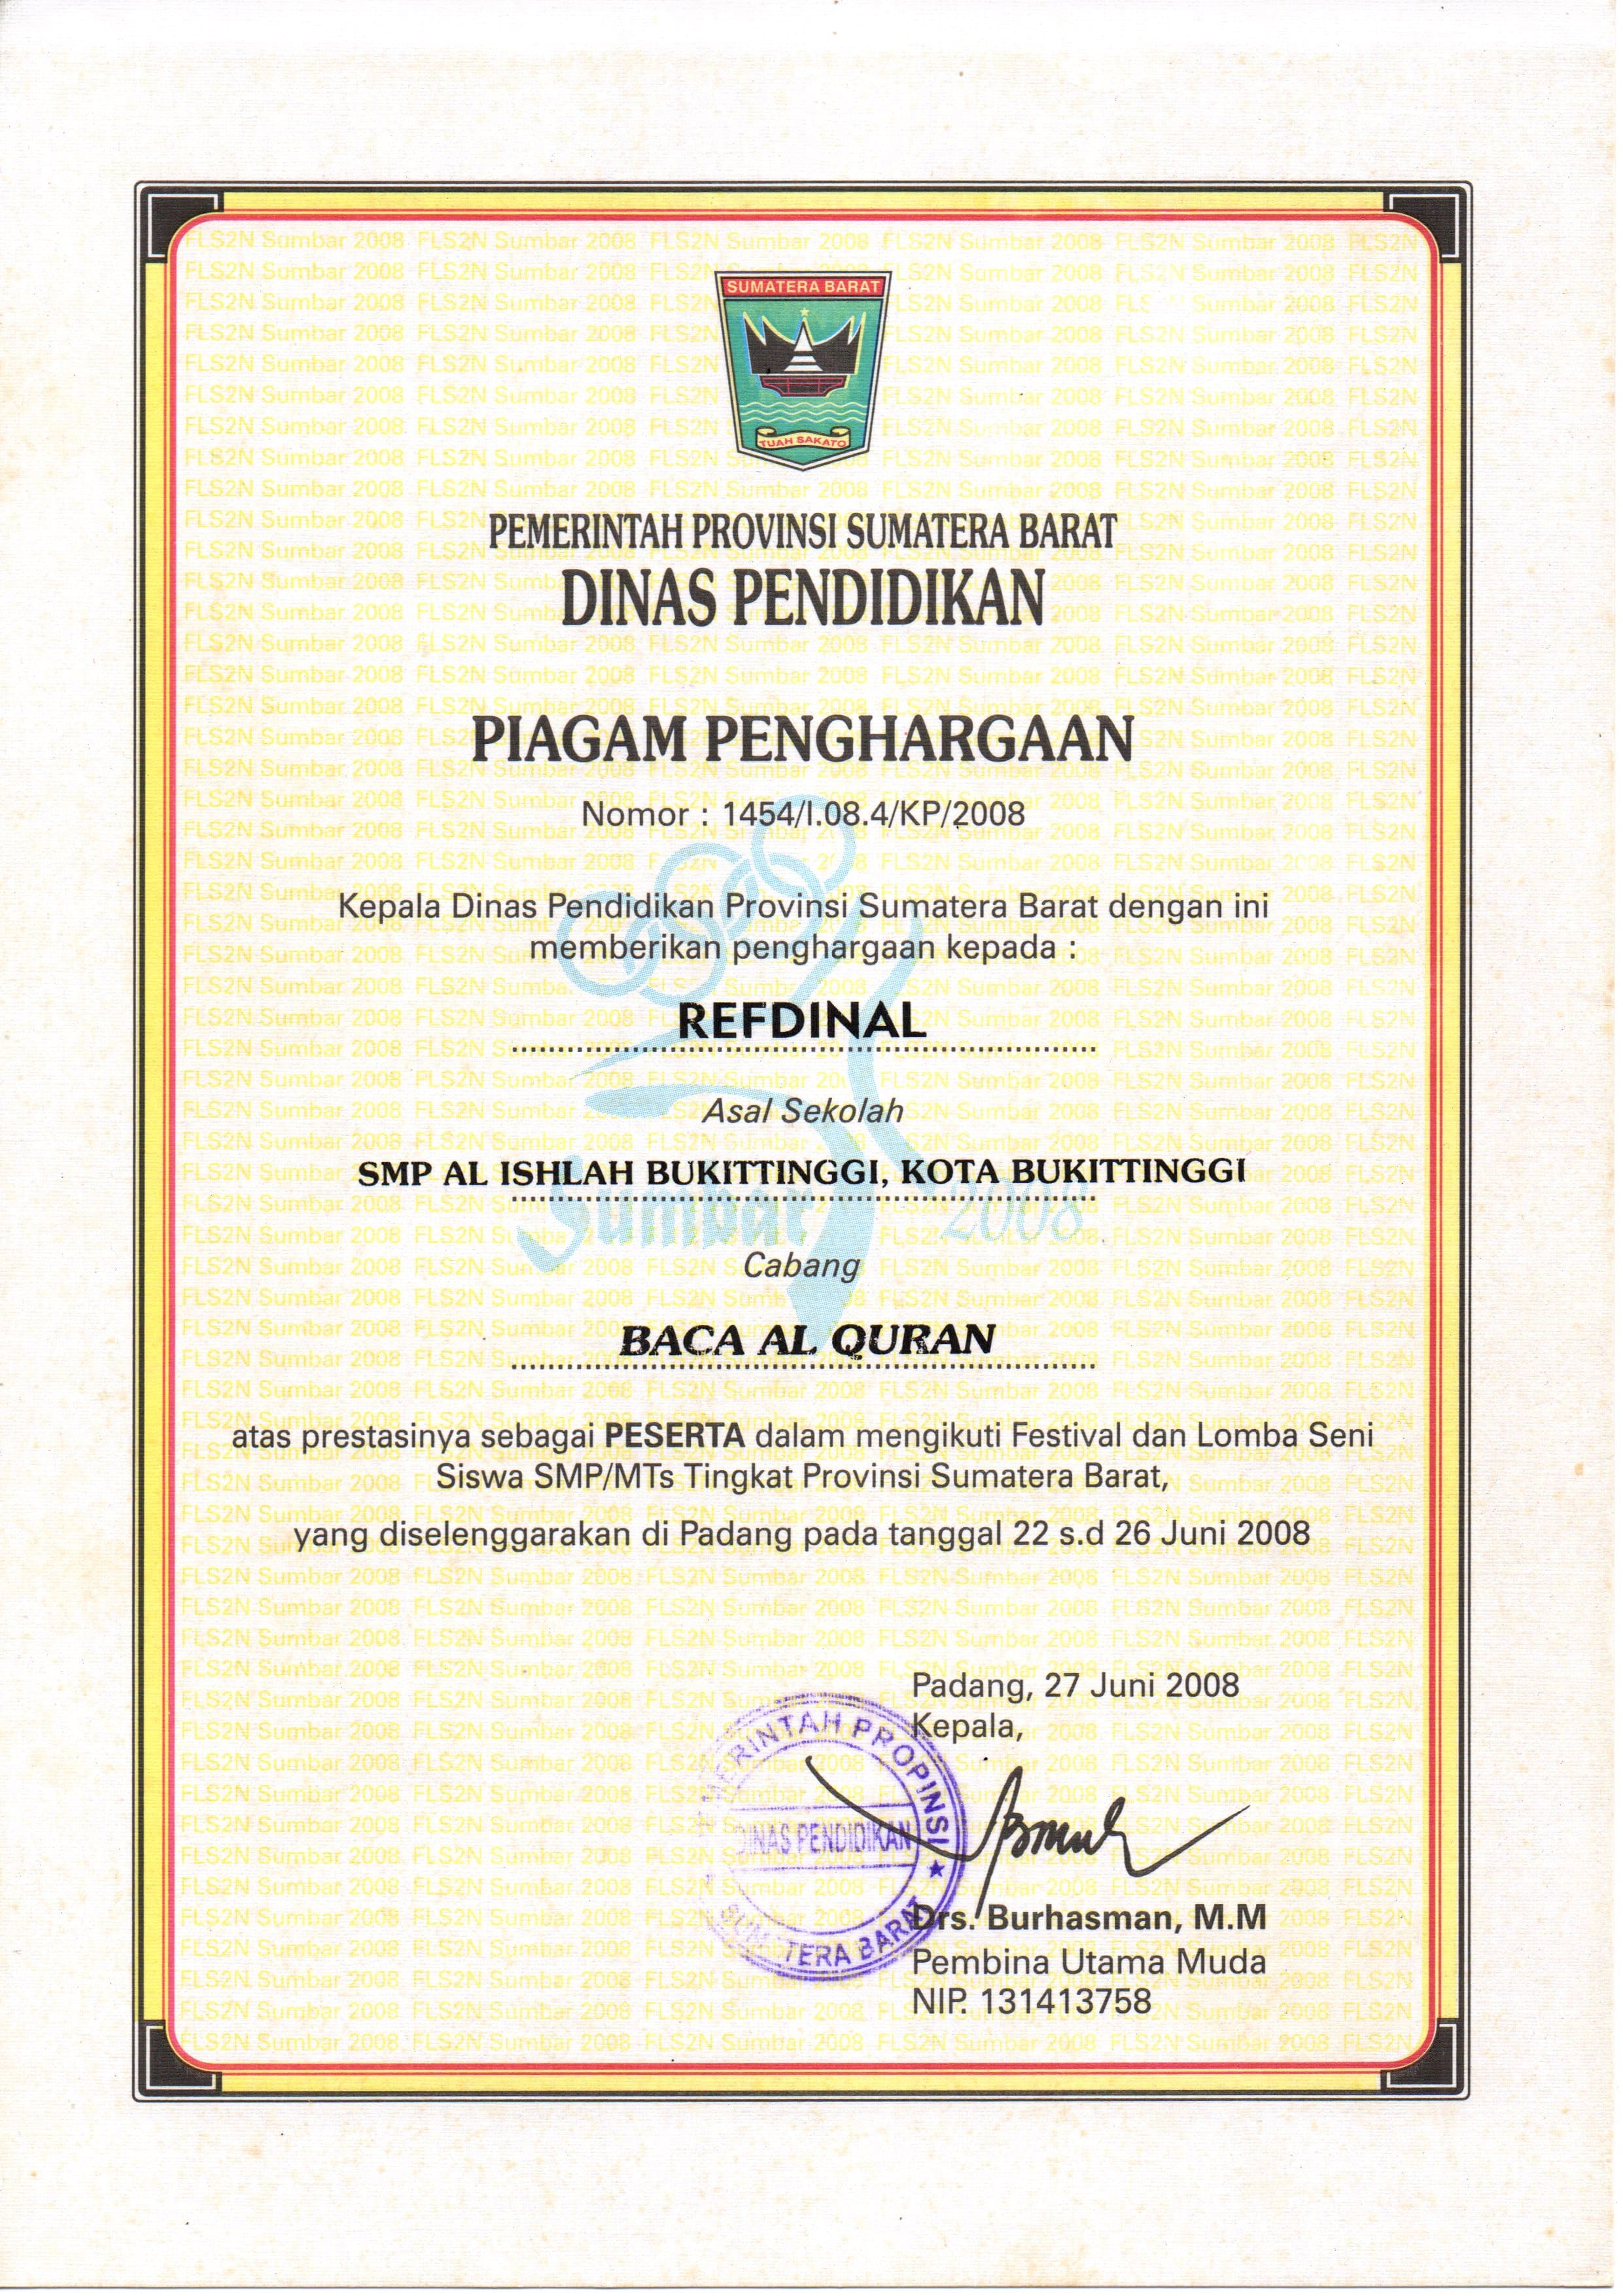 SUMATERA BARAT
TUAH SAKATO
PEMERINTAH PROVINSI SUMATERA BARAT
DINAS PENDIDIKAN
PIAGAM PENGHARGAAN
Nomor : 1454/I.08.4/KP/2008
Kepala Dinas Pendidikan Provinsi Sumatera Barat dengan ini
memberikan penghargaan kepada :
REFDINAL
Asal Sekolah
SMP AL ISHLAH BUKITTINGGI, KOTA BUKITTINGGI
Sumbar 2008
Cabang
BACA AL QURAN
atas prestasinya sebagai PESERTA dalam mengikuti Festival dan Lomba Seni
Siswa SMP/MTs Tingkat Provinsi Sumatera Barat,
yang diselenggarakan di Padang pada tanggal 22 s.d 26 Juni 2008
Padang, 27 Juni 2008
Kepala,
PROPINSI
DINAS PENDIDIKAN
SUMATERA BARAT
Drs. Burhasman, M.M
Pembina Utama Muda
NIP. 131413758
FLS2N Sumbar 2008